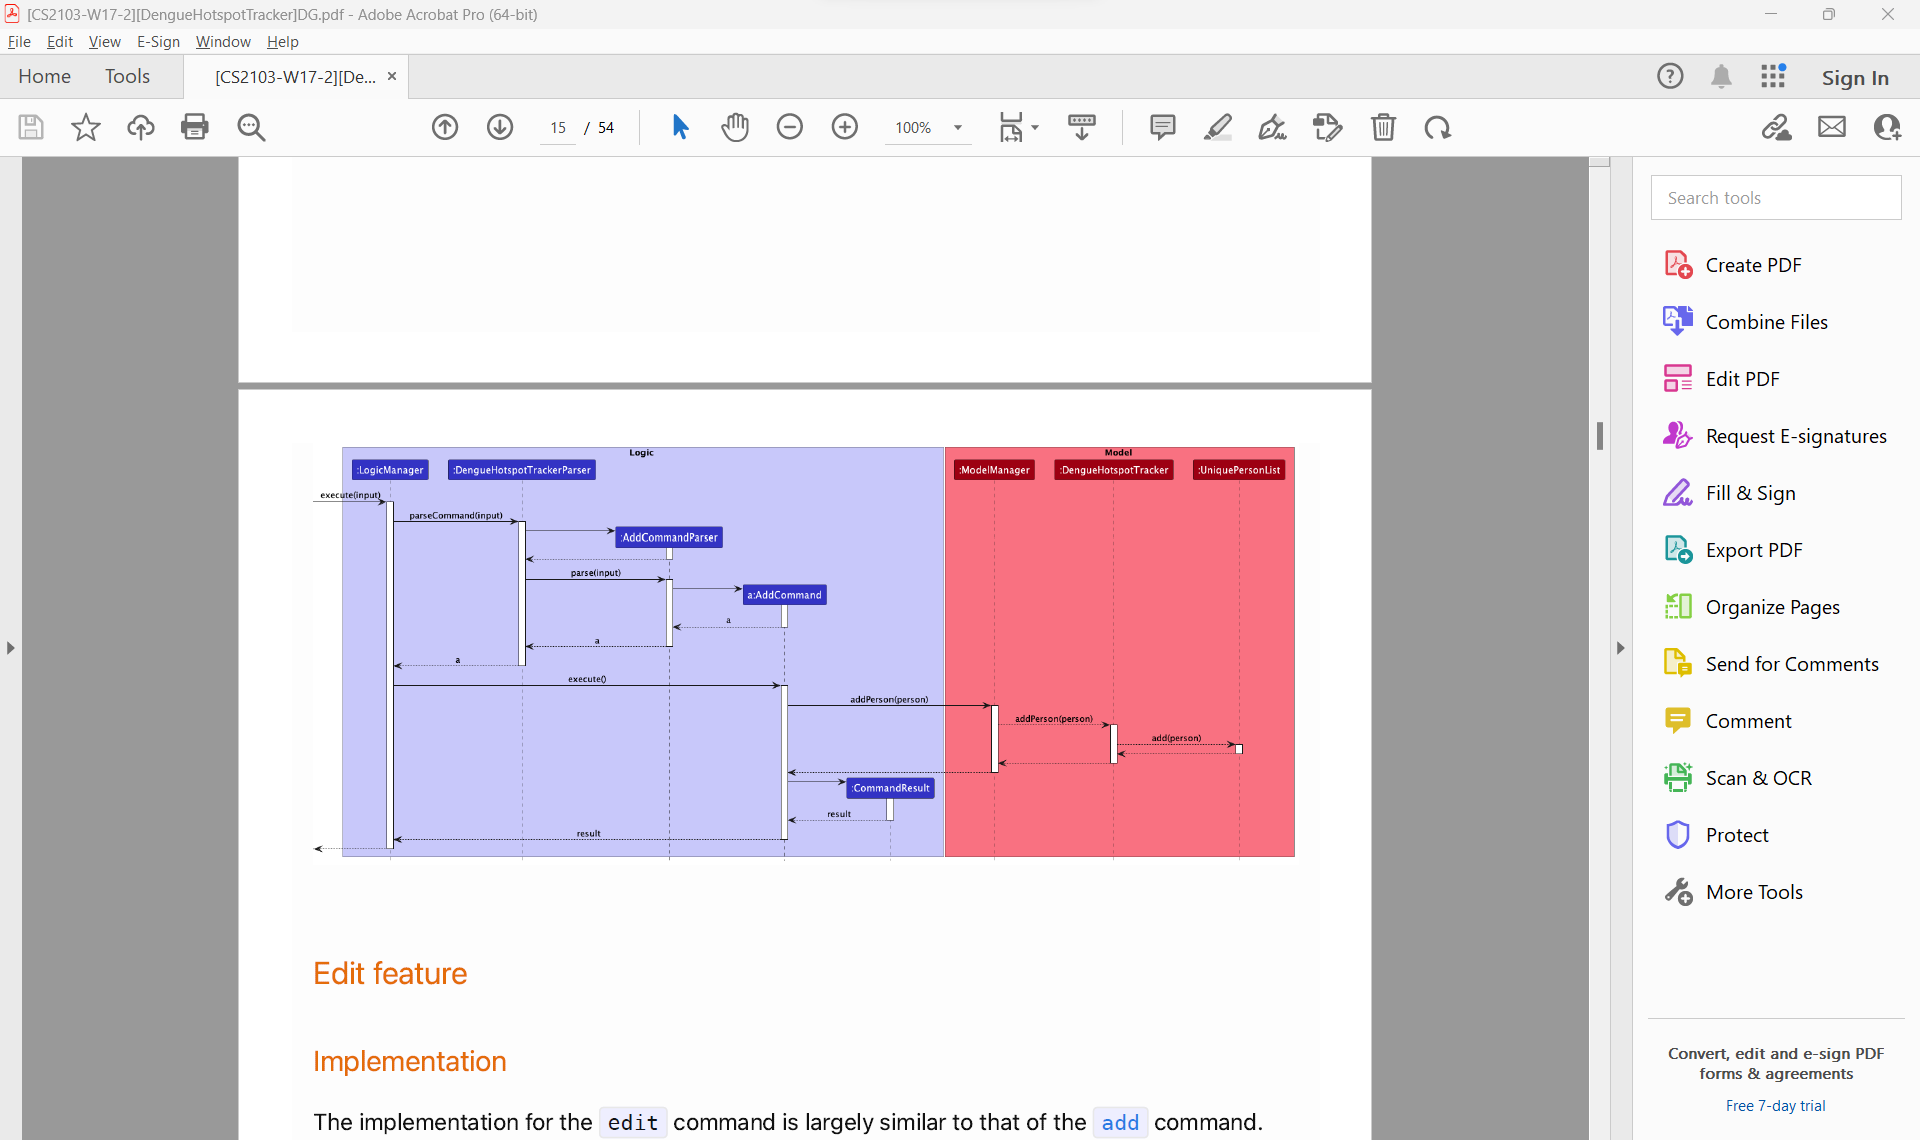 [CS2103-W17-2][DengueHotspotTracker]DG.pdf - Adobe Acrobat Pro (64-bit)
File Edit View E-Sign Window Help
Home Tools [CS2103-W17-2][De... × Sign In
15 / 54 100%
Search tools
Create PDF
Combine Files
Edit PDF
Request E-signatures
Fill & Sign
Export PDF
Organize Pages
Send for Comments
Comment
Scan & OCR
Protect
More Tools
Convert, edit and e-sign PDF
forms & agreements
Free 7-day trial
Logic Model
:LogicManager :DengueHotspotTrackerParser :ModelManager :DengueHotspotTracker :UniquePersonList
execute(input)
parseCommand(input)
:AddCommandParser
parse(input)
a:AddCommand
a
a
a
execute()
addPerson(person)
addPerson(person)
add(person)
:CommandResult
result
result
Edit feature
Implementation
The implementation for the edit command is largely similar to that of the add command.